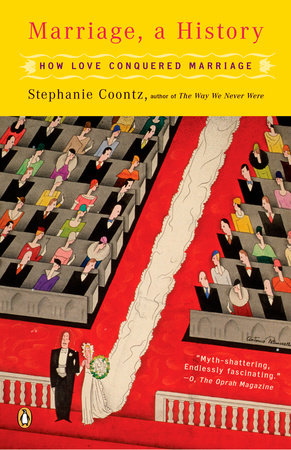 Marriage, a History
HOW LOVE CONQUERED MARRIAGE
Stephanie Coontz, author of The Way We Never Were
"Myth-shattering,
Endlessly fascinating."
—O, The Oprah Magazine